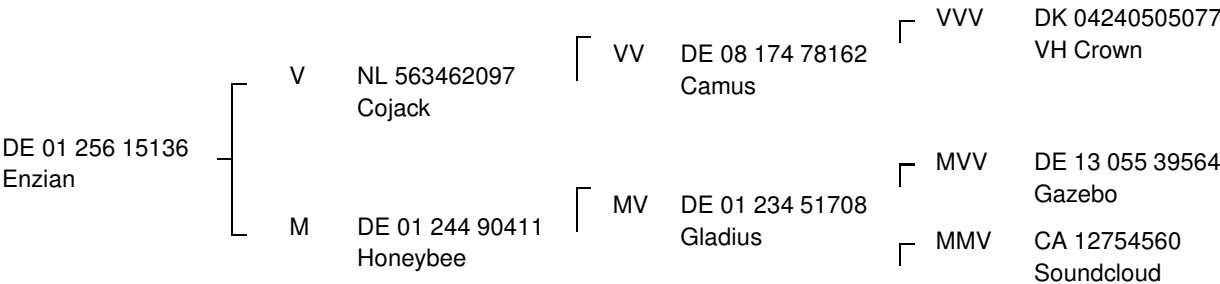 DE 01 256 15136
Enzian
V NL 563462097
Cojack
M DE 01 244 90411
Honeybee
VV DE 08 174 78162
Camus
MV DE 01 234 51708
Gladius
VVV DK 04240505077
VH Crown
MVV DE 13 055 39564
Gazebo
MMV CA 12754560
Soundcloud